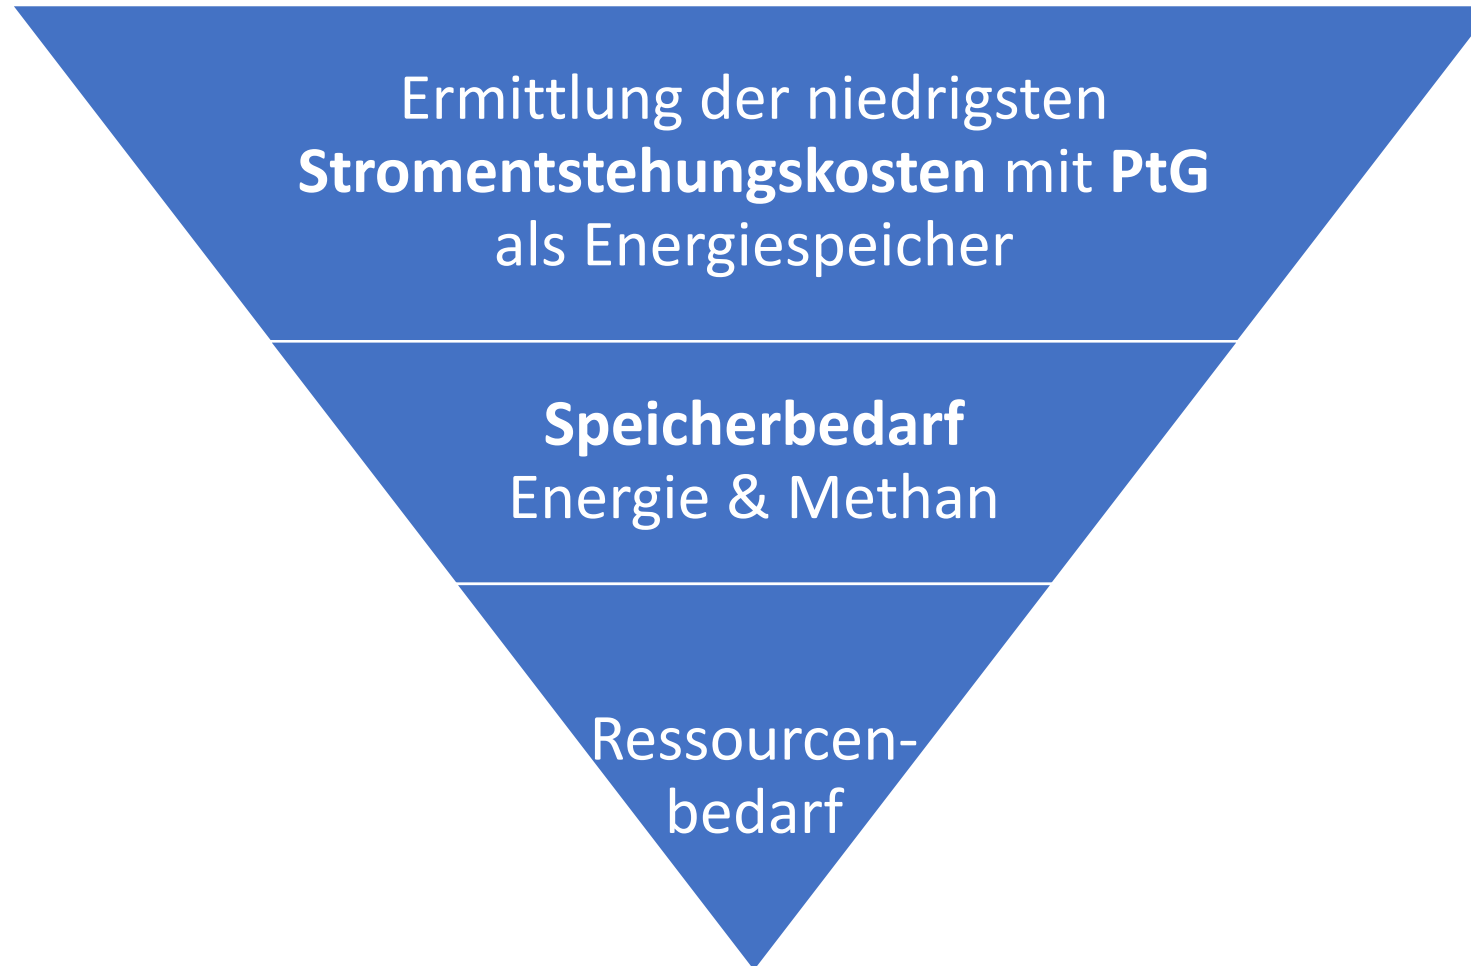 Ermittlung der niedrigsten
Stromentstehungskosten mit PtG
als Energiespeicher
Speicherbedarf
Energie & Methan
Ressourcen-
bedarf